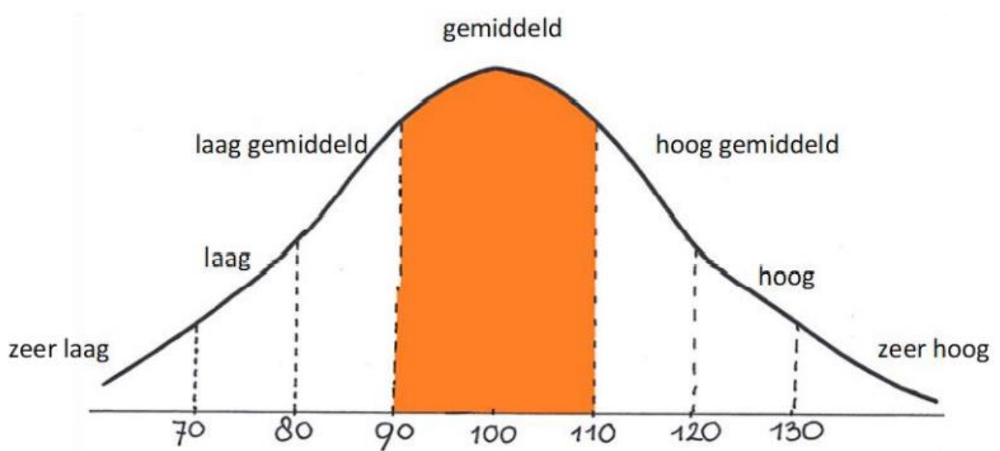 gemiddeld
laag gemiddeld
hoog gemiddeld
laag
hoog
zeer laag
zeer hoog
70 80 90 100 110 120 130